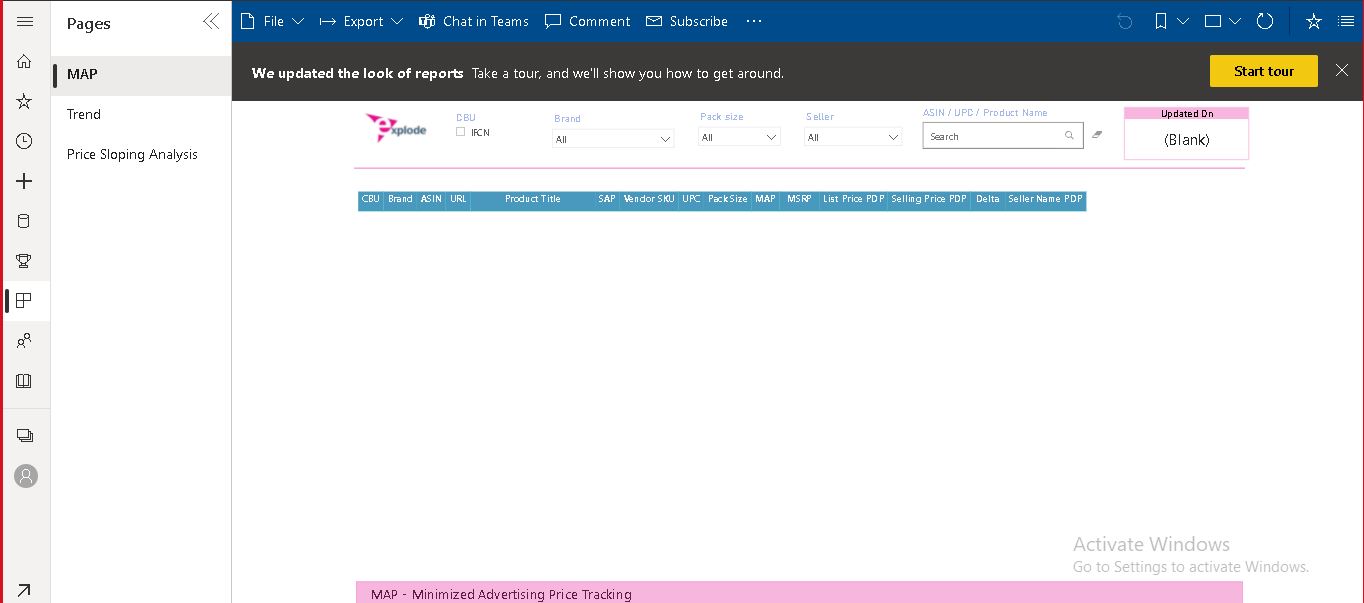 Pages
MAP
Trend
Price Sloping Analysis
File Export Chat in Teams Comment Subscribe ...
We updated the look of reports Take a tour, and we'll show you how to get around.
Start tour
explode
CBU
IFCN
Brand
All
Pack size
All
Seller
All
ASIN / UPC / Product Name
Search
Updated On
(Blank)
CBU Brand ASIN URL Product Title SAP Vendor SKU UPC PackSize MAP MSRP List Price PDP Selling Price PDP Delta Seller Name PDP
Activate Windows
Go to Settings to activate Windows.
MAP - Minimized Advertising Price Tracking